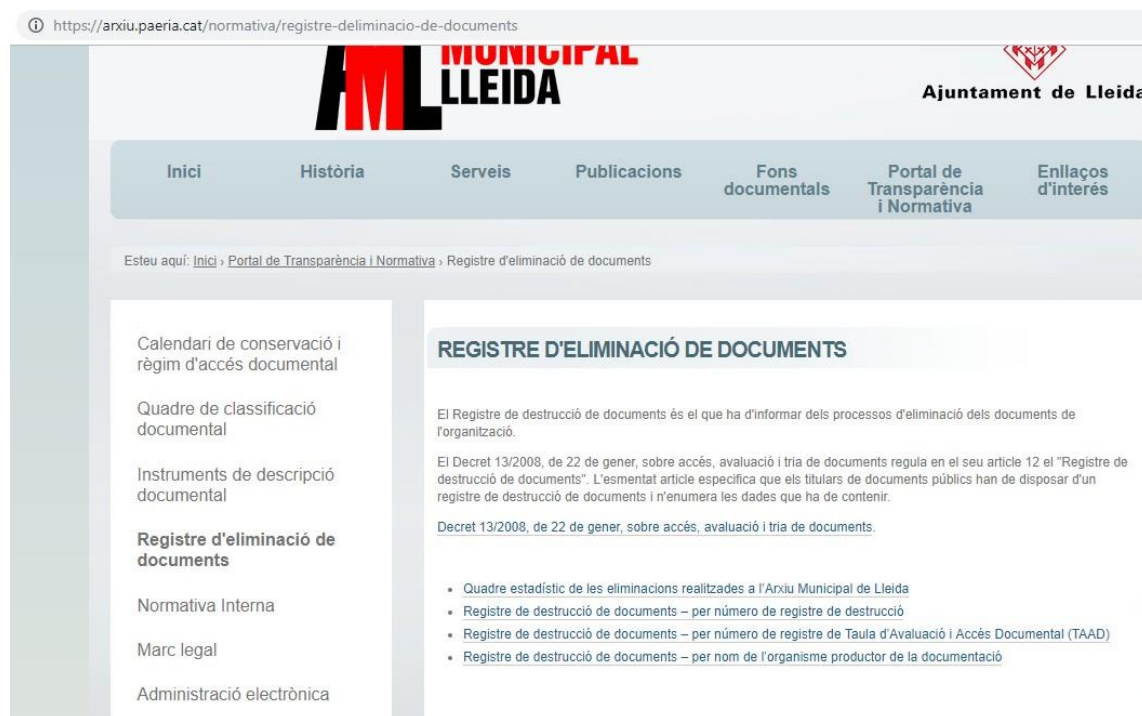 https://arxiu.paeria.cat/normativa/registre-deliminacio-de-documents
MUNICIPAL
AML LLEIDA
Ajuntament de Lleida
Inici
Història
Serveis
Publicacions
Fons
documentals
Portal de
Transparència
i Normativa
Enllaços
d'interés
Esteu aquí: Inici › Portal de Transparència i Normativa › Registre d'eliminació de documents
Calendari de conservació i
règim d'accés documental
Quadre de classificació
documental
Instruments de descripció
documental
Registre d'eliminació de
documents
Normativa Interna
Marc legal
Administració electrònica
REGISTRE D'ELIMINACIÓ DE DOCUMENTS
El Registre de destrucció de documents és el que ha d'informar dels processos d'eliminació dels documents de
l'organització.
El Decret 13/2008, de 22 de gener, sobre accés, avaluació i tria de documents regula en el seu article 12 el "Registre de
destrucció de documents". L'esmentat article especifica que els titulars de documents públics han de disposar d'un
registre de destrucció de documents i n'enumera les dades que ha de contenir.
Decret 13/2008, de 22 de gener, sobre accés, avaluació i tria de documents.
• Quadre estadístic de les eliminacions realitzades a l'Arxiu Municipal de Lleida
• Registre de destrucció de documents – per número de registre de destrucció
• Registre de destrucció de documents – per número de registre de Taula d'Avaluació i Accés Documental (TAAD)
• Registre de destrucció de documents – per nom de l'organisme productor de la documentació